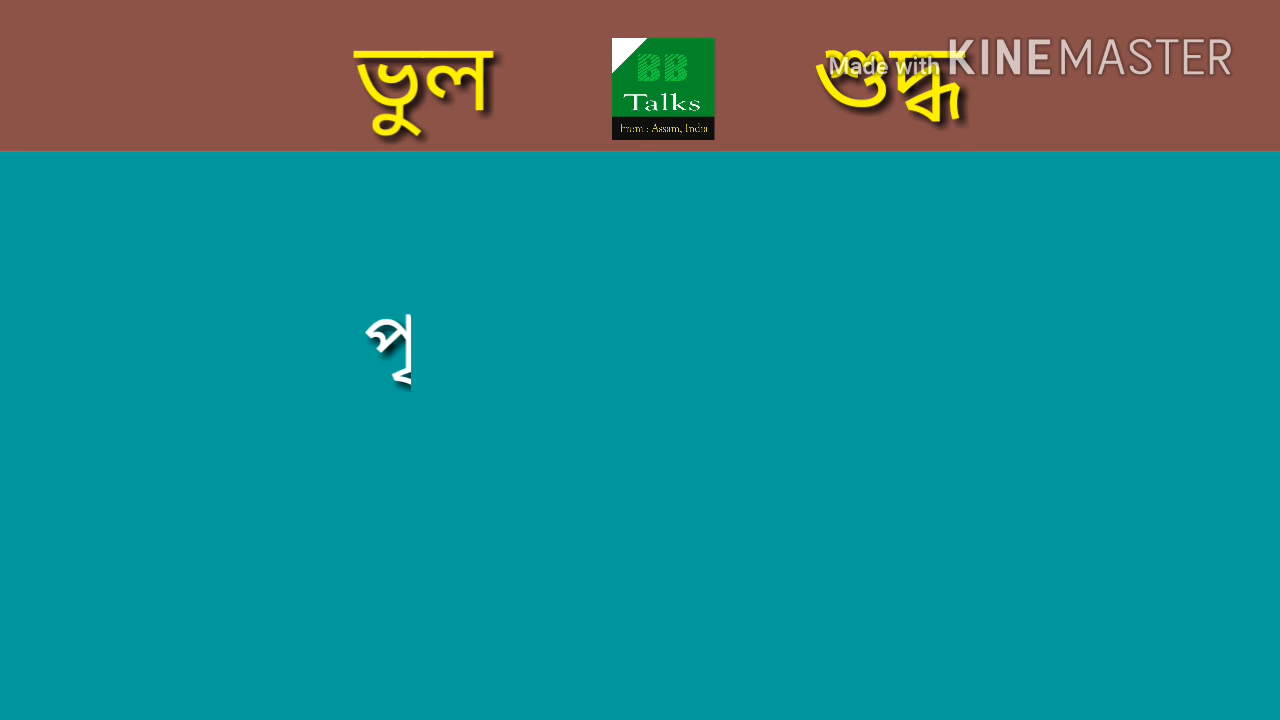 ভুল
BB
Talks
From : Assam, India
শুদ্ধ
Made with KINEMASTER